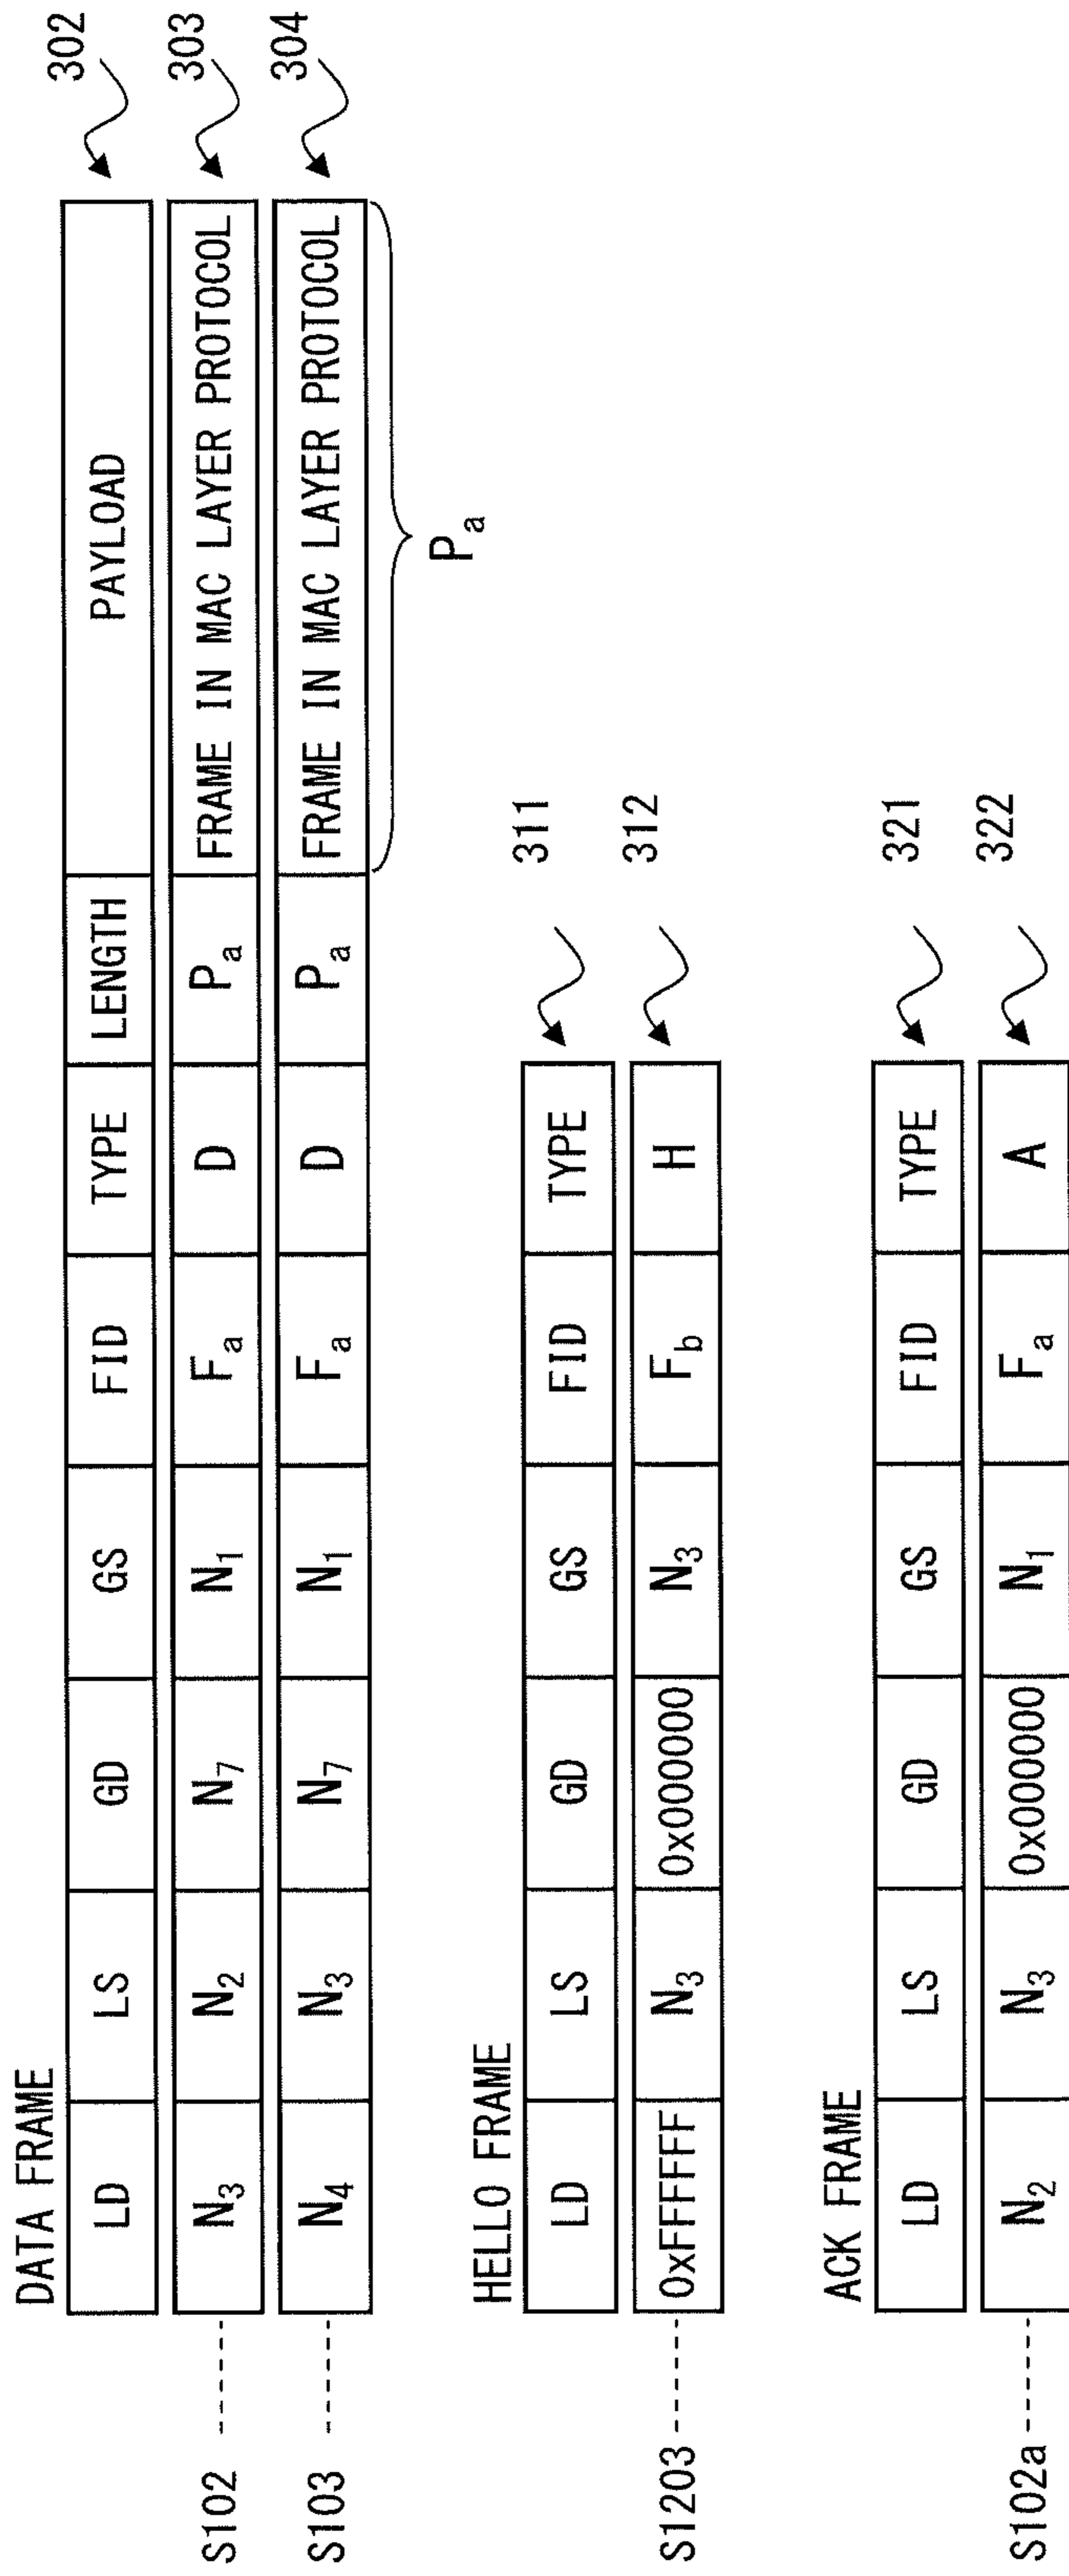 DATA FRAME
LD LS GD GS FID TYPE LENGTH PAYLOAD 302
S102 N3 N2 N7 N1 Fa D Pa FRAME IN MAC LAYER PROTOCOL 303
S103 N4 N3 N7 N1 Fa D Pa FRAME IN MAC LAYER PROTOCOL 304
Pa
HELLO FRAME
LD LS GD GS FID TYPE 311
S1203 0xFFFFFF N3 0x000000 N3 Fb H 312
ACK FRAME
LD LS GD GS FID TYPE 321
S102a N2 N3 0x000000 N1 Fa A 322